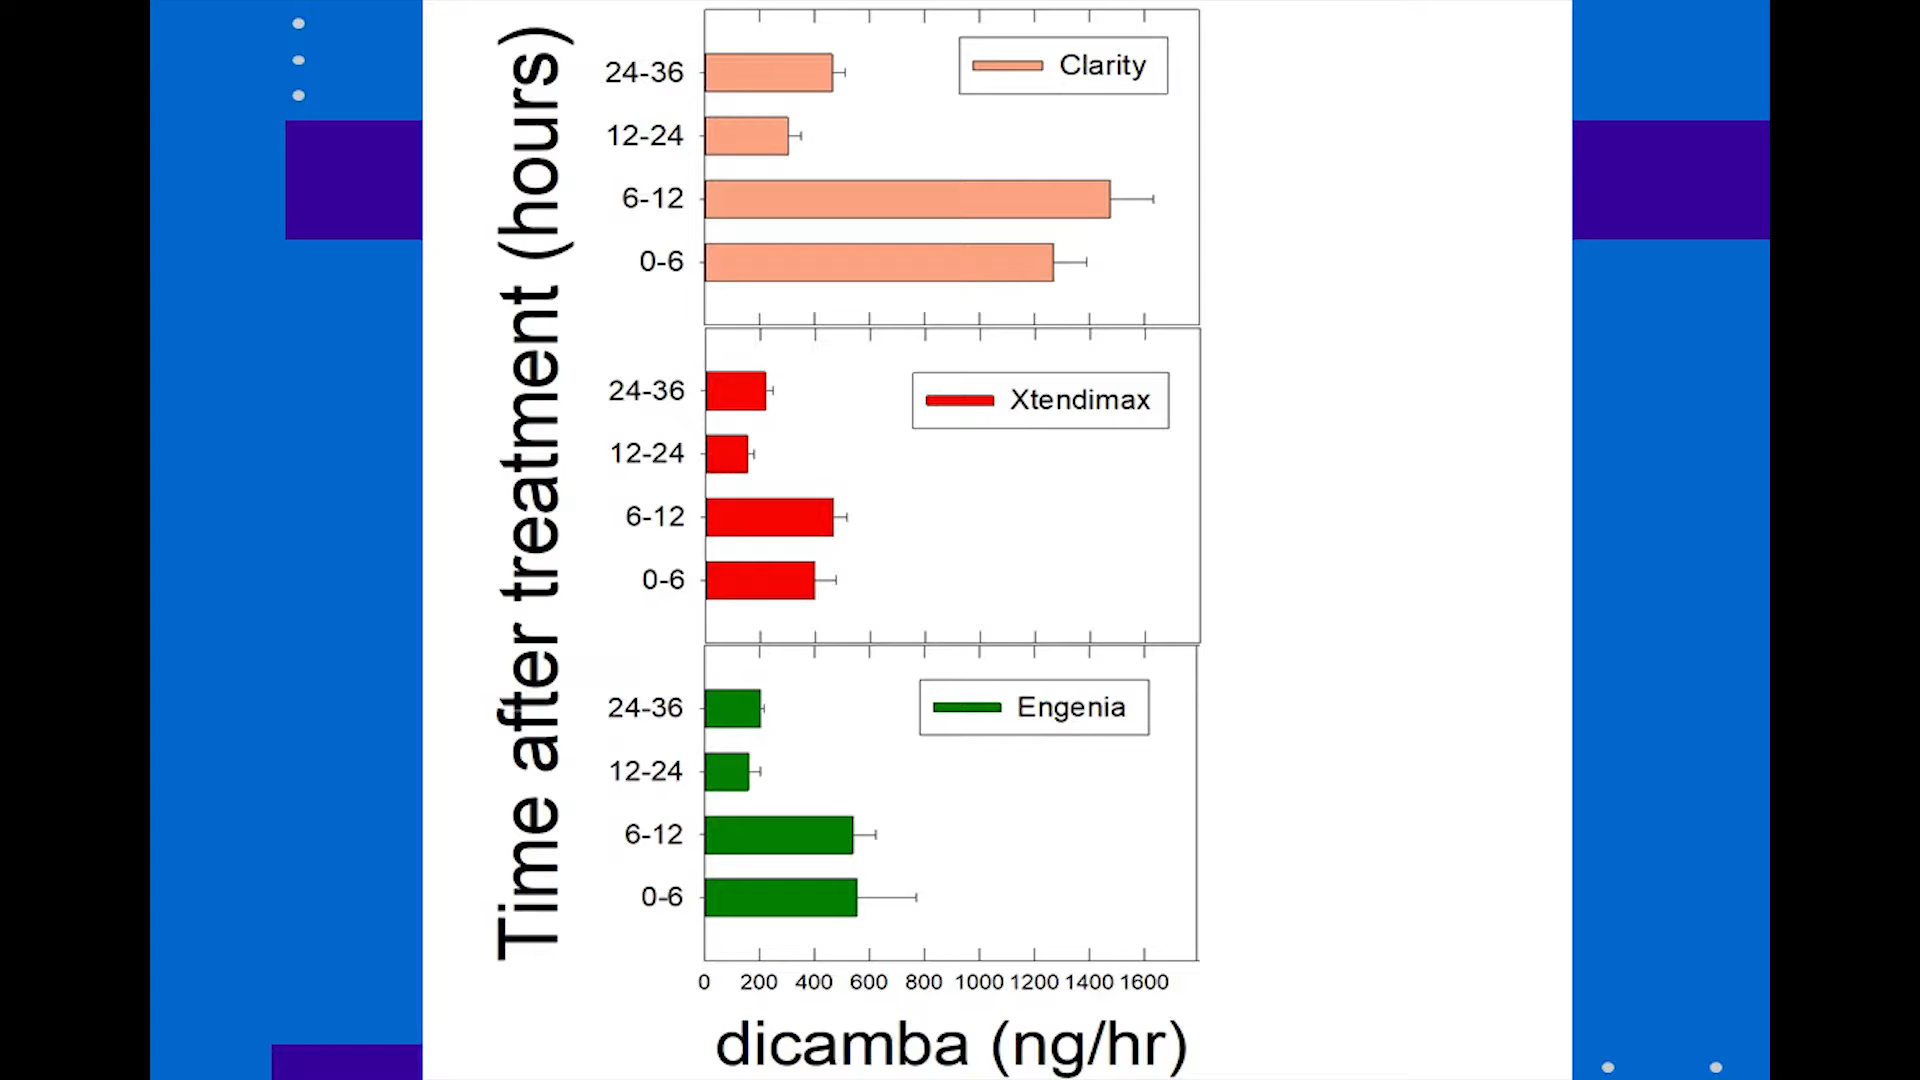 Time after treatment (hours)
24-36
12-24
6-12
0-6
Clarity
24-36
12-24
6-12
0-6
Xtendimax
24-36
12-24
6-12
0-6
Engenia
0 200 400 600 800 1000 1200 1400 1600
dicamba (ng/hr)